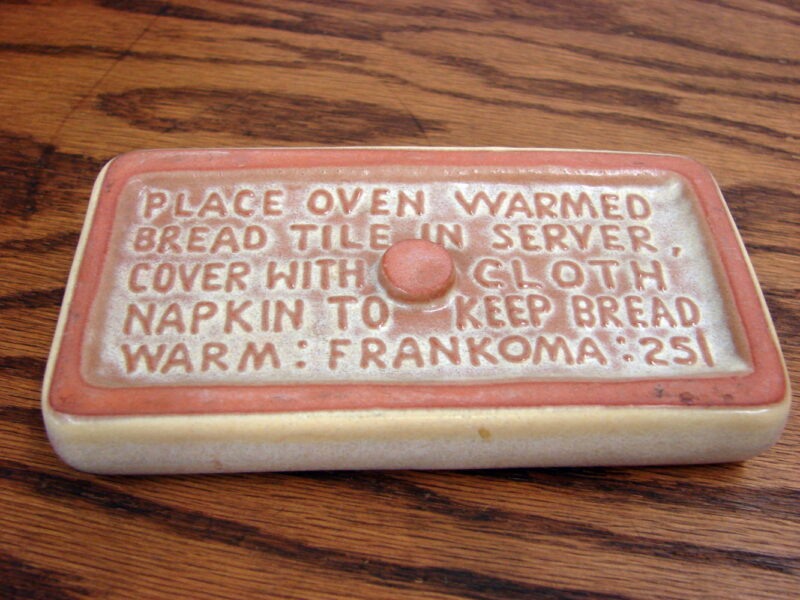 PLACE OVEN WARMED
BREAD TILE IN SERVER,
COVER WITH CLOTH
NAPKIN TO KEEP BREAD
WARM: FRANKOMA:251